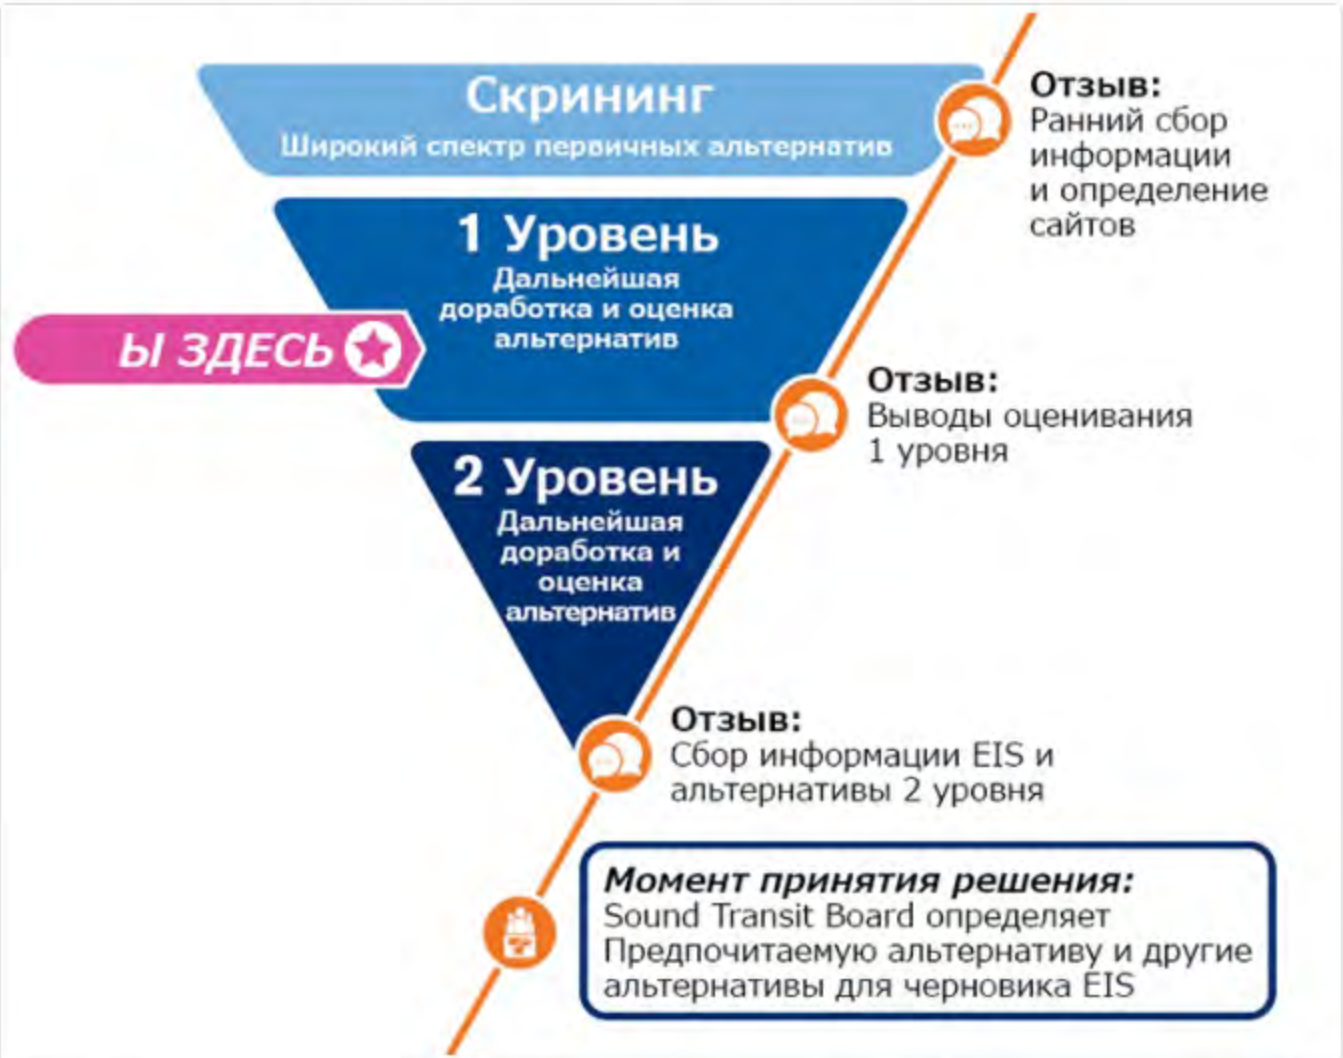 Скрининг
Широкий спектр первичных альтернатив
Отзыв:
Ранний сбор
информации
и определение
сайтов
1 Уровень
Дальнейшая
доработка и оценка
альтернатив
Ы ЗДЕСЬ
Отзыв:
Выводы оценивания
1 уровня
2 Уровень
Дальнейшая
доработка и
оценка
альтернатив
Отзыв:
Сбор информации EIS и
альтернативы 2 уровня
Момент принятия решения:
Sound Transit Board определяет
Предпочитаемую альтернативу и другие
альтернативы для черновика EIS